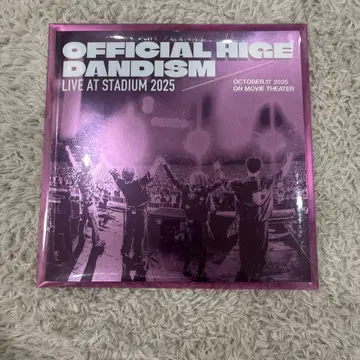 OFFICIAL HIGE
DANDISM
LIVE AT STADIUM 2025
OCTOBER.17 2025
ON MOVIE THEATER